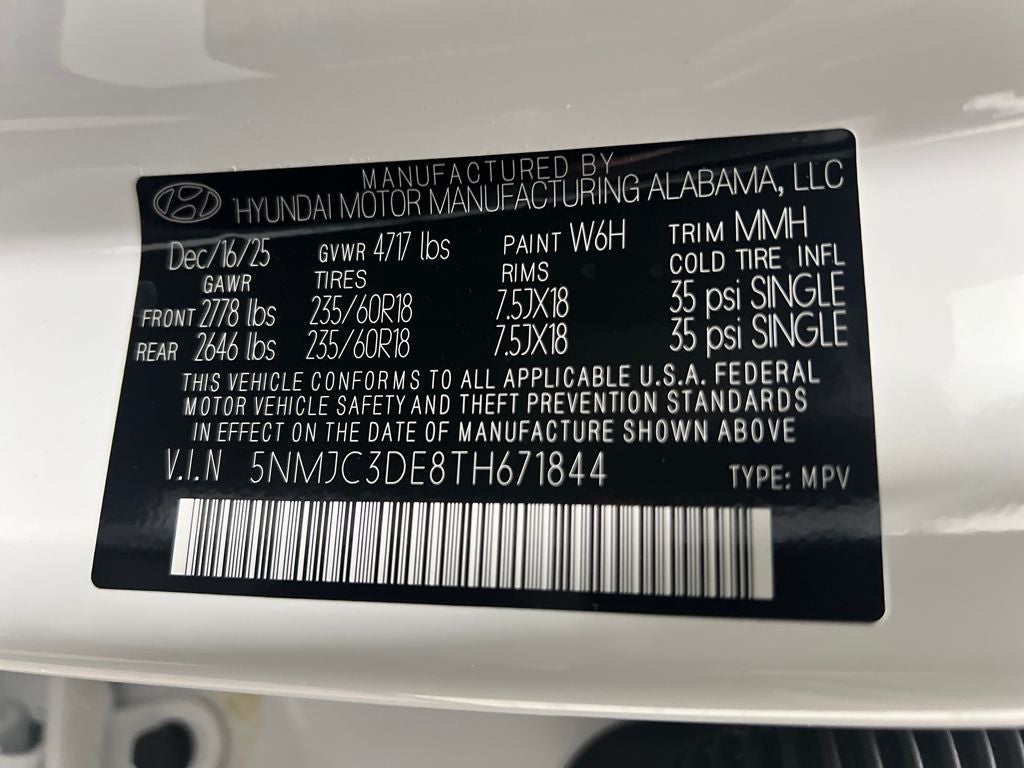 MANUFACTURED BY
HYUNDAI MOTOR MANUFACTURING ALABAMA, LLC
Dec/16/25 GVWR 4717 lbs PAINT W6H TRIM MMH
GAWR TIRES RIMS COLD TIRE INFL
FRONT 2778 lbs 235/60R18 7.5JX18 35 psi SINGLE
REAR 2646 lbs 235/60R18 7.5JX18 35 psi SINGLE
THIS VEHICLE CONFORMS TO ALL APPLICABLE U.S.A. FEDERAL
MOTOR VEHICLE SAFETY AND THEFT PREVENTION STANDARDS
IN EFFECT ON THE DATE OF MANUFACTURE SHOWN ABOVE
V.I.N 5NMJC3DE8TH671844 TYPE: MPV